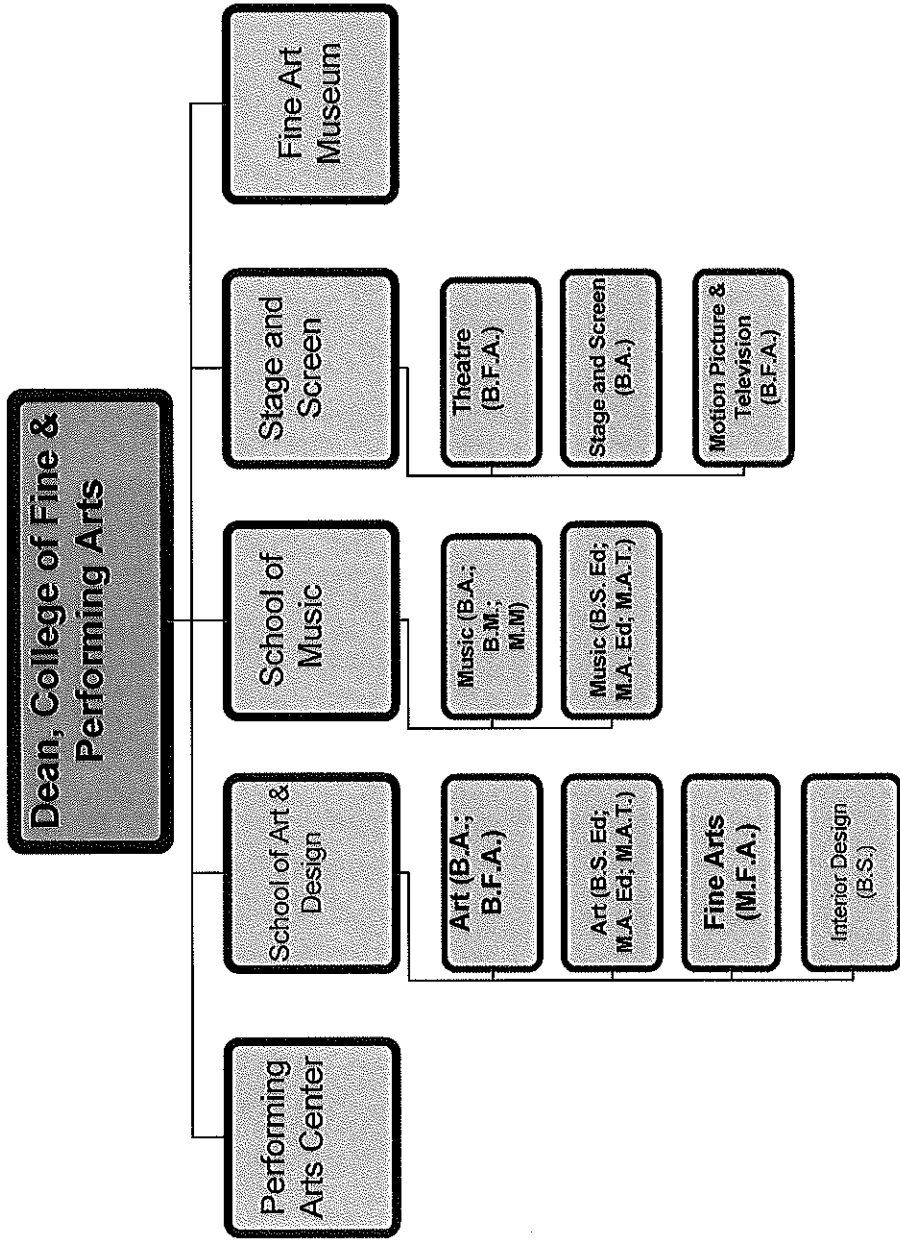 Dean, College of Fine &
Performing Arts
Performing
Arts Center
School of Art &
Design
School of
Music
Stage and
Screen
Fine Art
Museum
Art (B.A.;
B.F.A.)
Art (B.S. Ed;
M.A. Ed; M.A.T.)
Fine Arts
(M.F.A.)
Interior Design
(B.S.)
Music (B.A.;
B.M.;
M.M)
Music (B.S. Ed;
M.A. Ed; M.A.T.)
Theatre
(B.F.A.)
Stage and Screen
(B.A.)
Motion Picture &
Television
(B.F.A.)